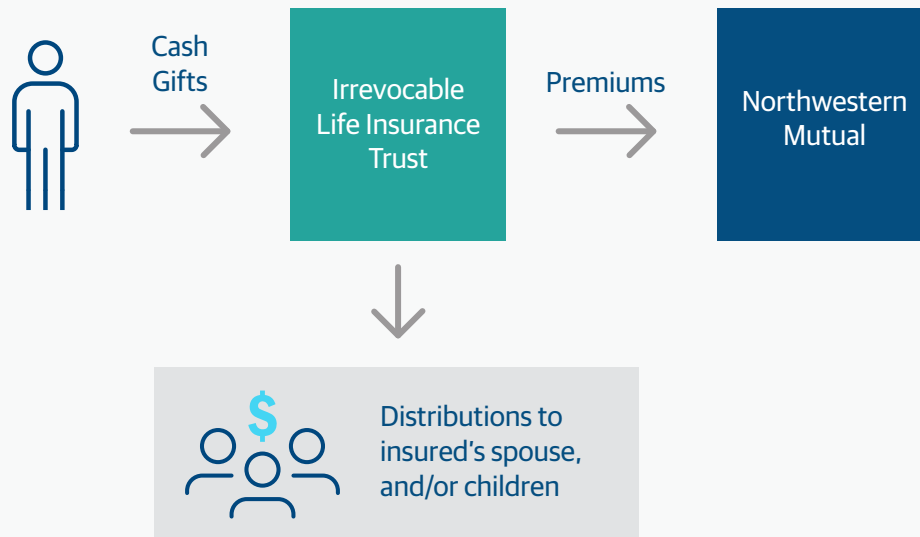 Cash
Gifts
Irrevocable
Life Insurance
Trust
Premiums
Northwestern
Mutual
$
Distributions to
insured's spouse,
and/or children